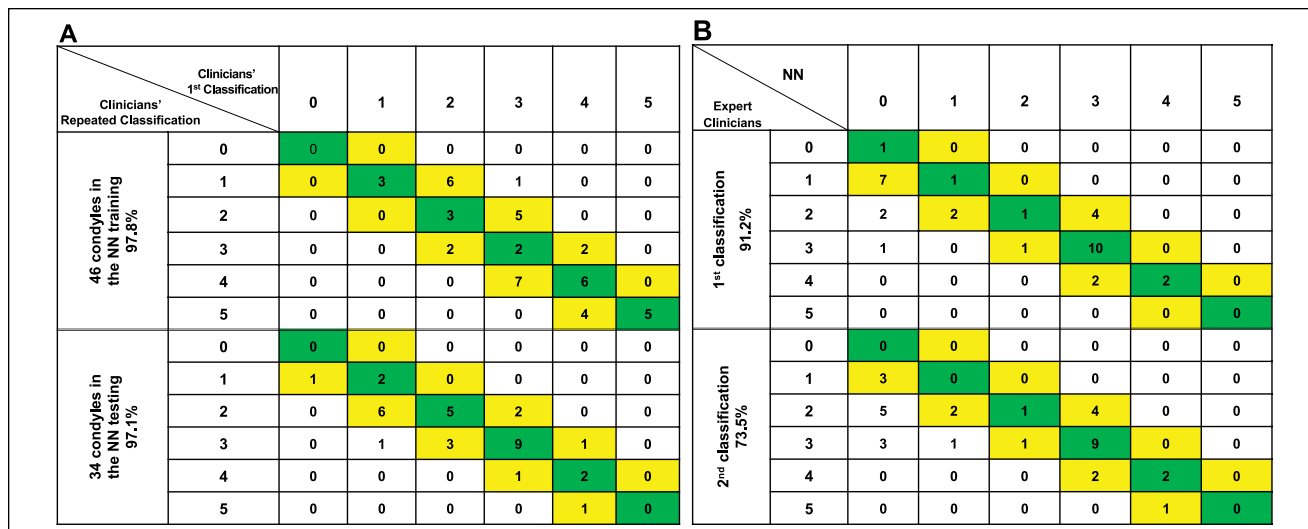 A
Clinicians'
1st Classification
Clinicians'
Repeated Classification
0 1 2 3 4 5
46 condyles in
the NN training
97.8%
0 0 0 0 0 0 0
1 0 3 6 1 0 0
2 0 0 3 5 0 0
3 0 0 2 2 2 0
4 0 0 0 7 6 0
5 0 0 0 0 4 5
34 condyles in
the NN testing
97.1%
0 0 0 0 0 0 0
1 1 2 0 0 0 0
2 0 6 5 2 0 0
3 0 1 3 9 1 0
4 0 0 0 1 2 0
5 0 0 0 0 1 0
B
NN
Expert
Clinicians
0 1 2 3 4 5
1st classification
91.2%
0 1 0 0 0 0 0
1 7 1 0 0 0 0
2 2 2 1 4 0 0
3 1 0 1 10 0 0
4 0 0 0 2 2 0
5 0 0 0 0 0 0
2nd classification
73.5%
0 0 0 0 0 0 0
1 3 0 0 0 0 0
2 5 2 1 4 0 0
3 3 1 1 9 0 0
4 0 0 0 2 2 0
5 0 0 0 0 1 0